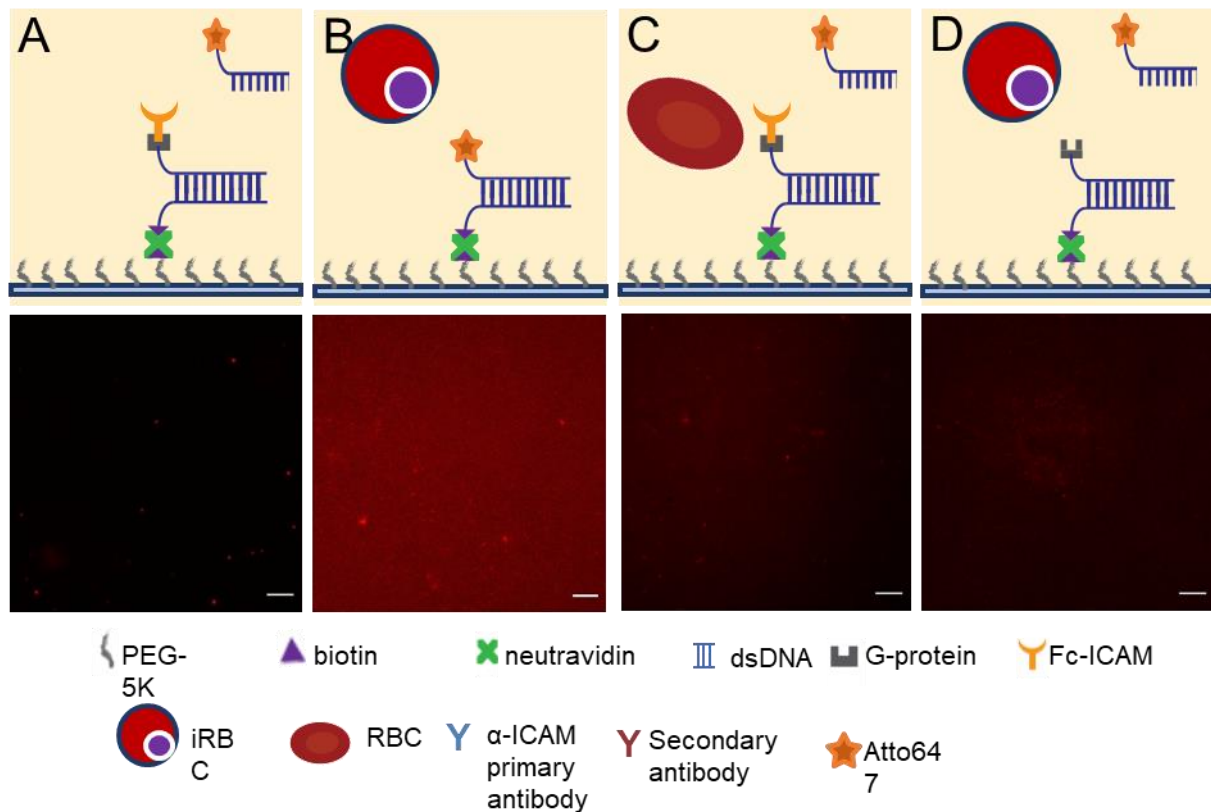 A
B
C
D
PEG-
5K
biotin
neutravidin
dsDNA
G-protein
Fc-ICAM
iRB
C
RBC
α-ICAM
primary
antibody
Secondary
antibody
Atto64
7